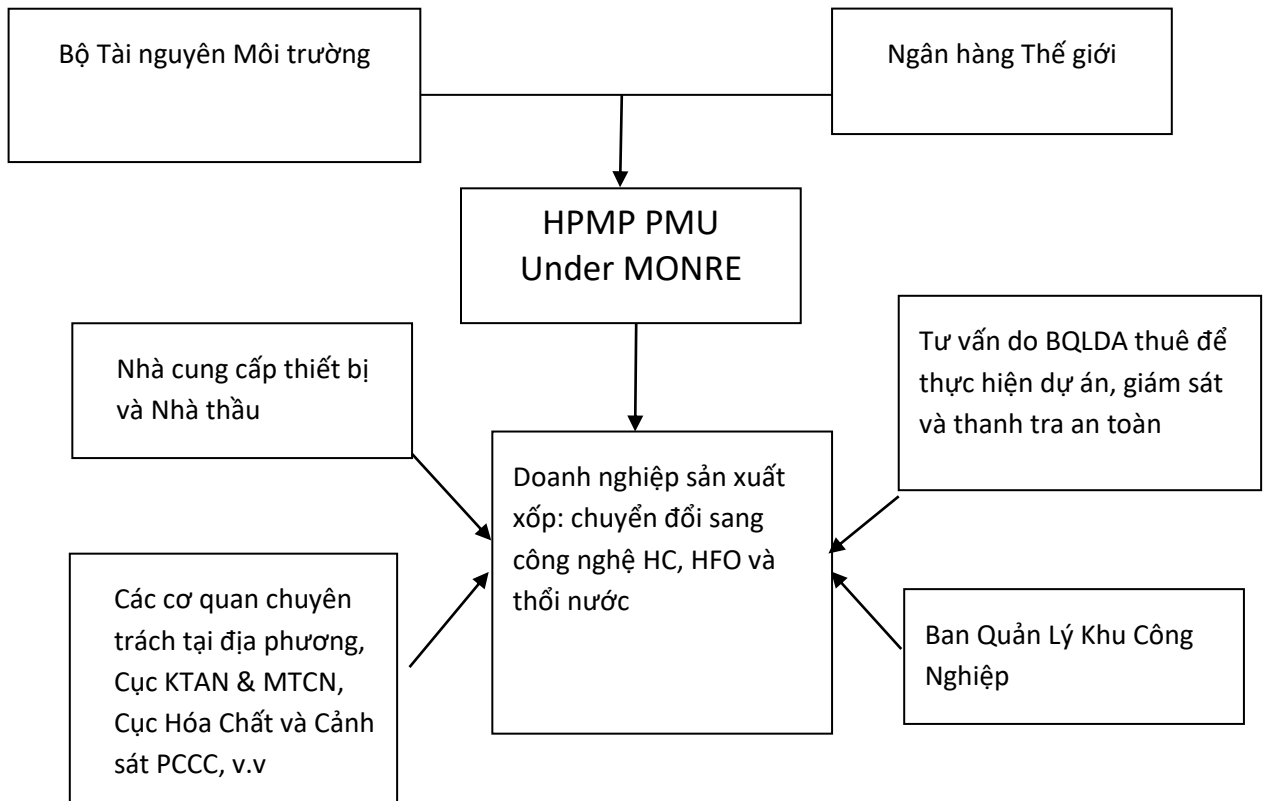 Bộ Tài nguyên Môi trường
Ngân hàng Thế giới
HPMP PMU
Under MONRE
Nhà cung cấp thiết bị
và Nhà thầu
Tư vấn do BQLDA thuê để
thực hiện dự án, giám sát
và thanh tra an toàn
Doanh nghiệp sản xuất
xốp: chuyển đổi sang
công nghệ HC, HFO và
thổi nước
Các cơ quan chuyên
trách tại địa phương,
Cục KTAN & MTCN,
Cục Hóa Chất và Cảnh
sát PCCC, v.v
Ban Quản Lý Khu Công
Nghiệp